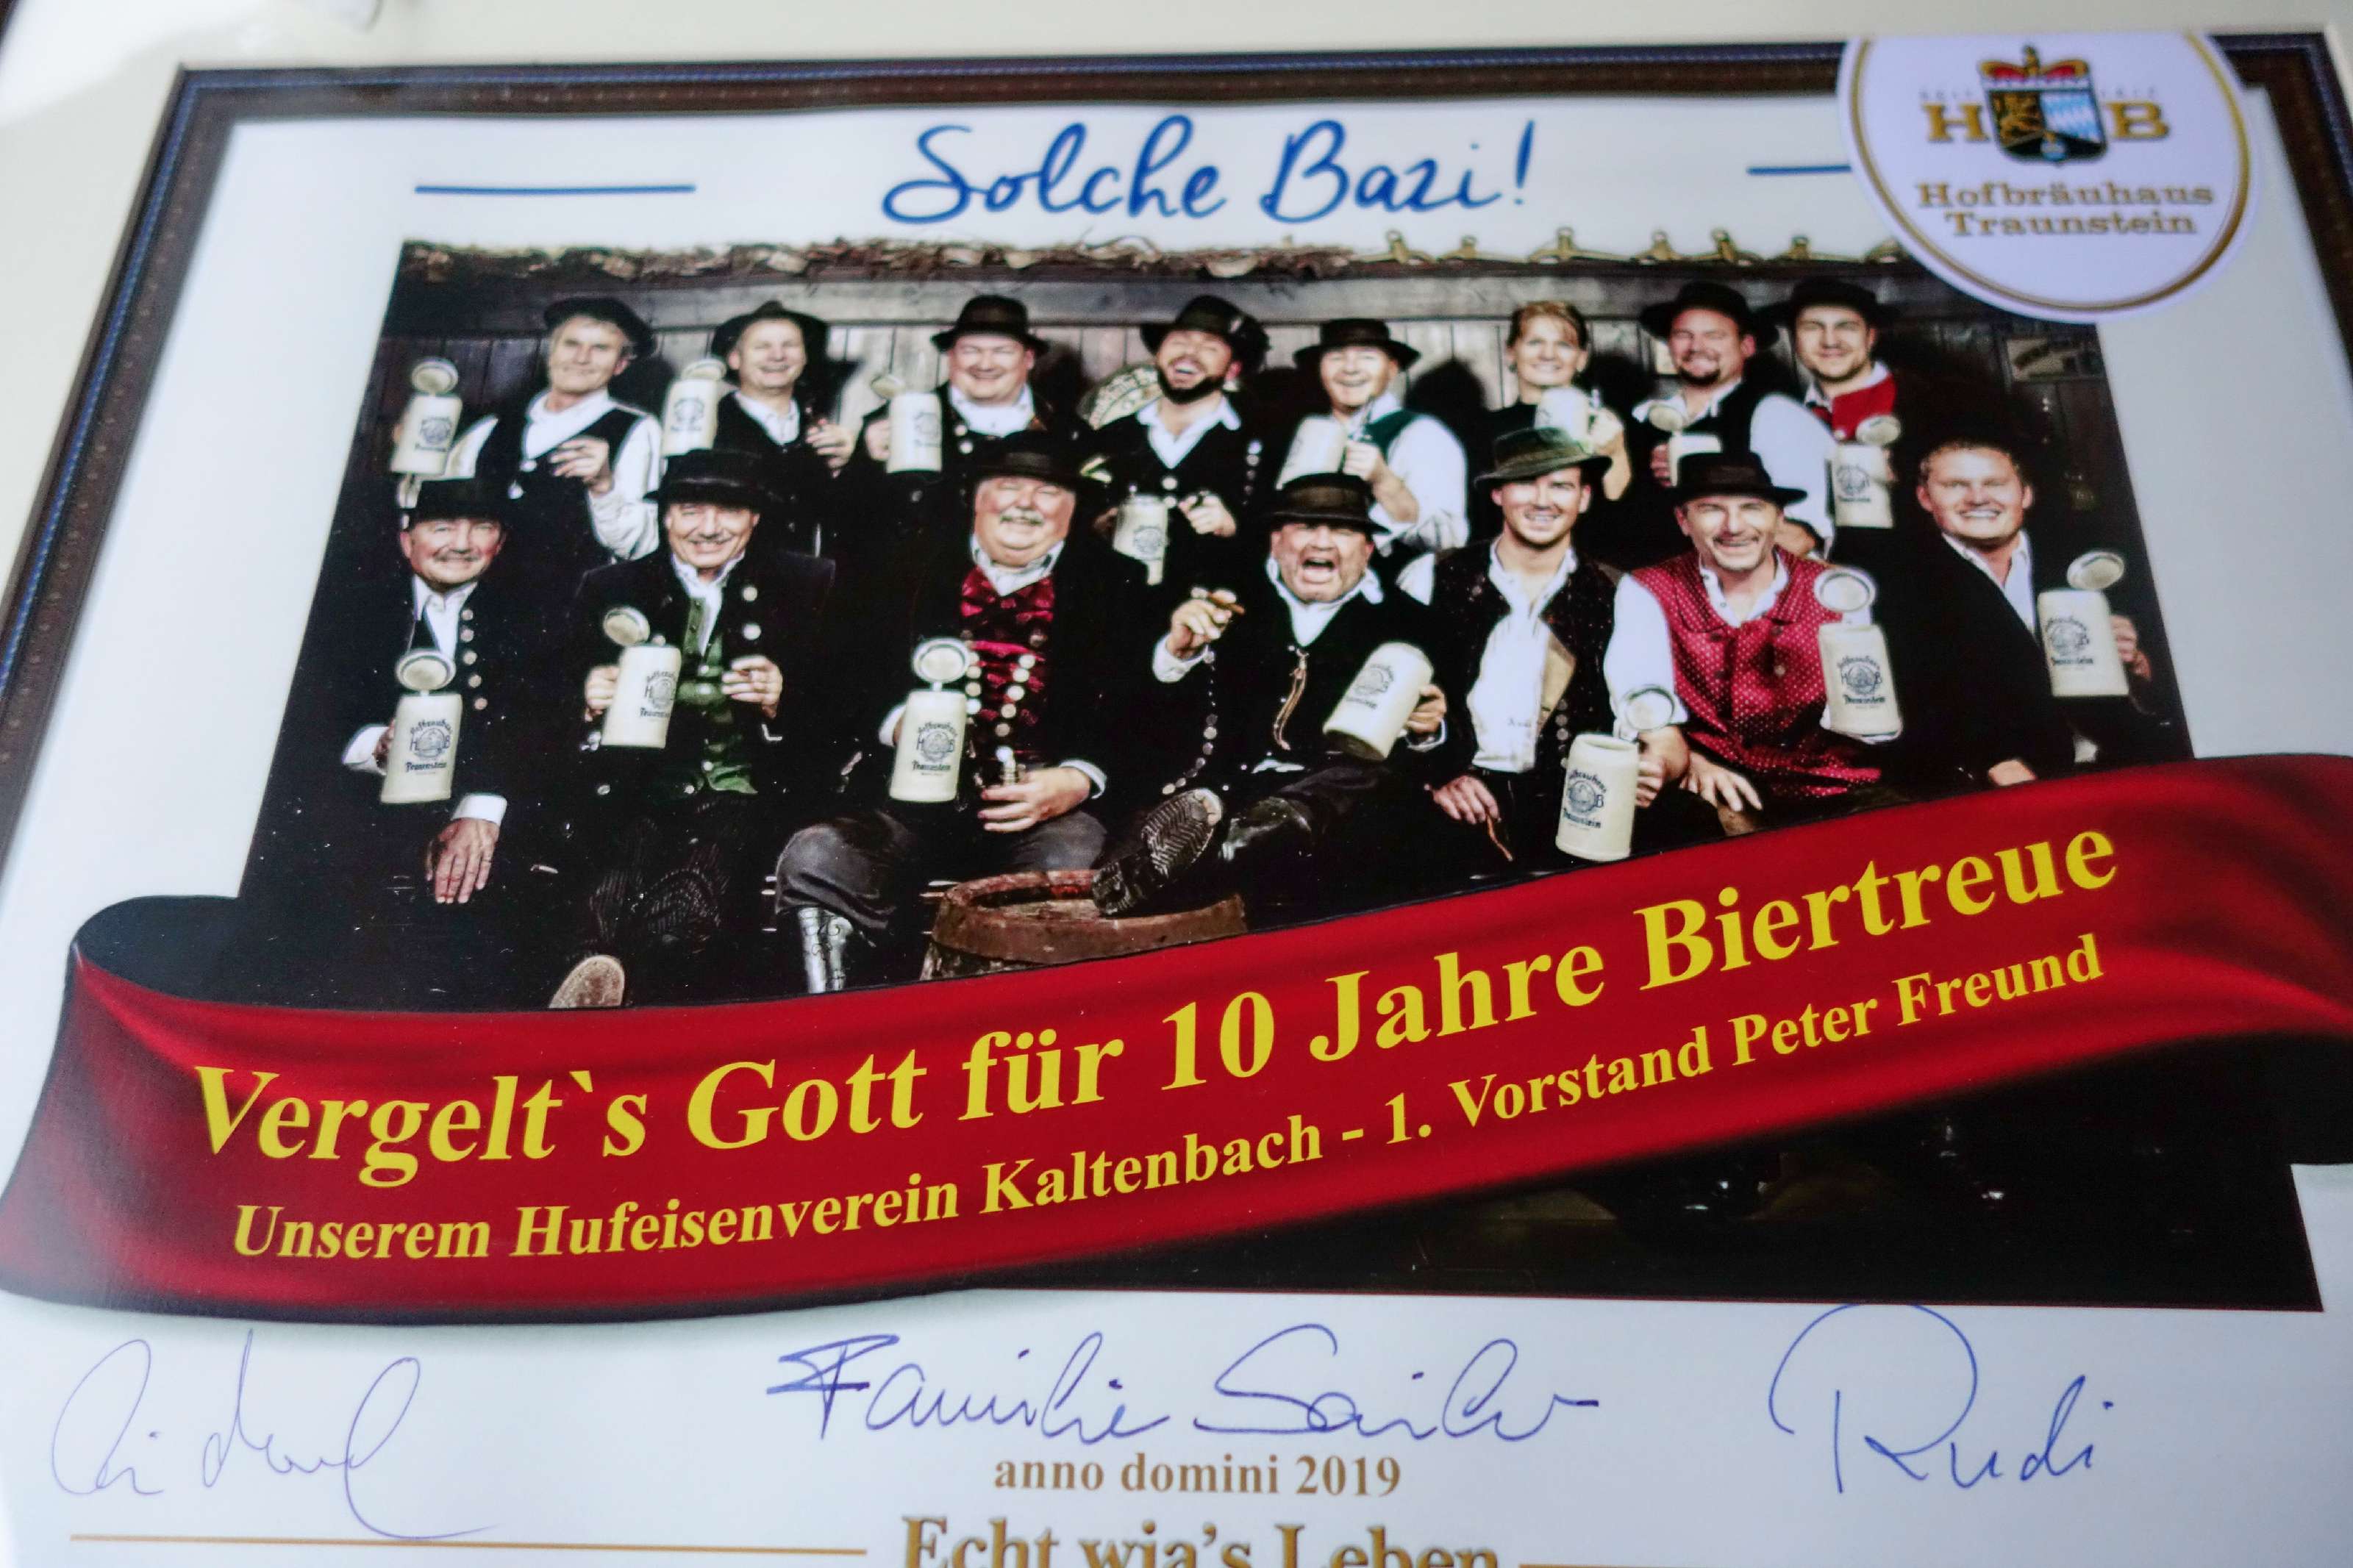 Solche Bazi!
H B
Hofbräuhaus
Traunstein
Vergelt`s Gott für 10 Jahre Biertreue
Unserem Hufeisenverein Kaltenbach - 1. Vorstand Peter Freund
Familie Sailer
Rudi
anno domini 2019
Echt wia's Leben